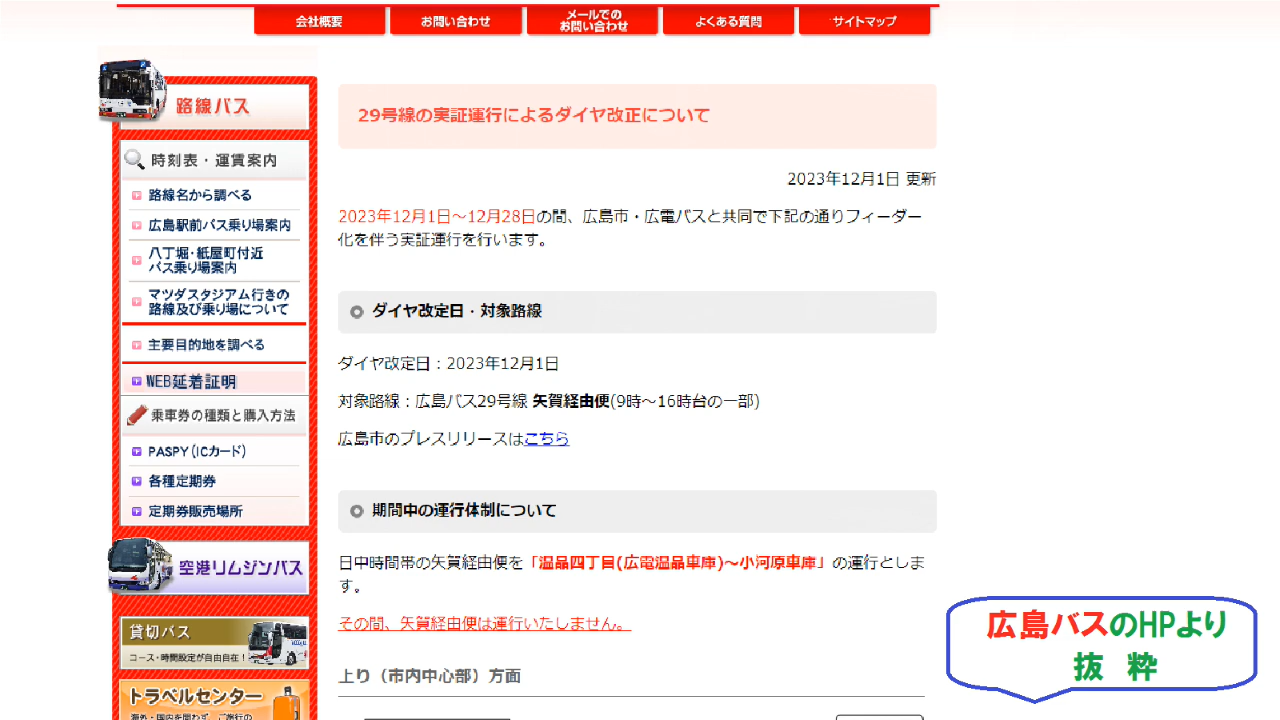 会社概要
お問い合わせ
メールでの
お問い合わせ
よくある質問
サイトマップ
路線バス
時刻表・運賃案内
路線名から調べる
広島駅前バス乗り場案内
八丁堀・紙屋町付近
バス乗り場案内
マツダスタジアム行きの
路線及び乗り場について
主要目的地を調べる
WEB延着証明
乗車券の種類と購入方法
PASPY(ICカード)
各種定期券
定期券販売場所
空港リムジンバス
貸切バス
コース・時間設定が自由自在!
トラベルセンター
海外・国内を問わず、ご旅行の
29号線の実証運行によるダイヤ改正について
2023年12月1日 更新
2023年12月1日～12月28日の間、広島市・広電バスと共同で下記の通りフィーダー
化を伴う実証運行を行います。
ダイヤ改定日・対象路線
ダイヤ改定日：2023年12月1日
対象路線：広島バス29号線 矢賀経由便(9時～16時台の一部)
広島市のプレスリリースはこちら
期間中の運行体制について
日中時間帯の矢賀経由便を「温品四丁目(広電温品車庫)～小河原車庫」の運行としま
す。
その間、矢賀経由便は運行いたしません。
上り（市内中心部）方面
広島バスのHPより
抜　粋